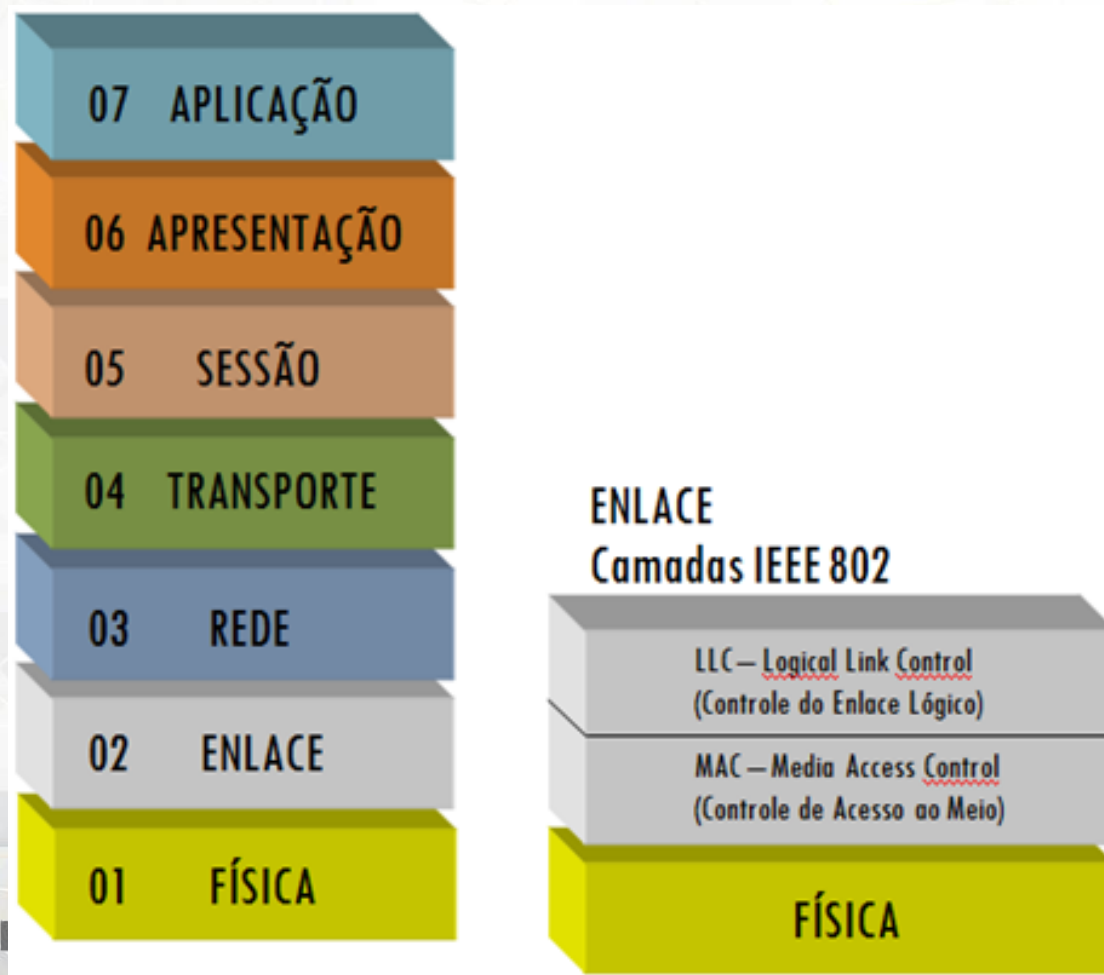 07 APLICAÇÃO
06 APRESENTAÇÃO
05 SESSÃO
04 TRANSPORTE
03 REDE
02 ENLACE
01 FÍSICA
ENLACE
Camadas IEEE 802
LLC – Logical Link Control
(Controle do Enlace Lógico)
MAC – Media Access Control
(Controle de Acesso ao Meio)
FÍSICA